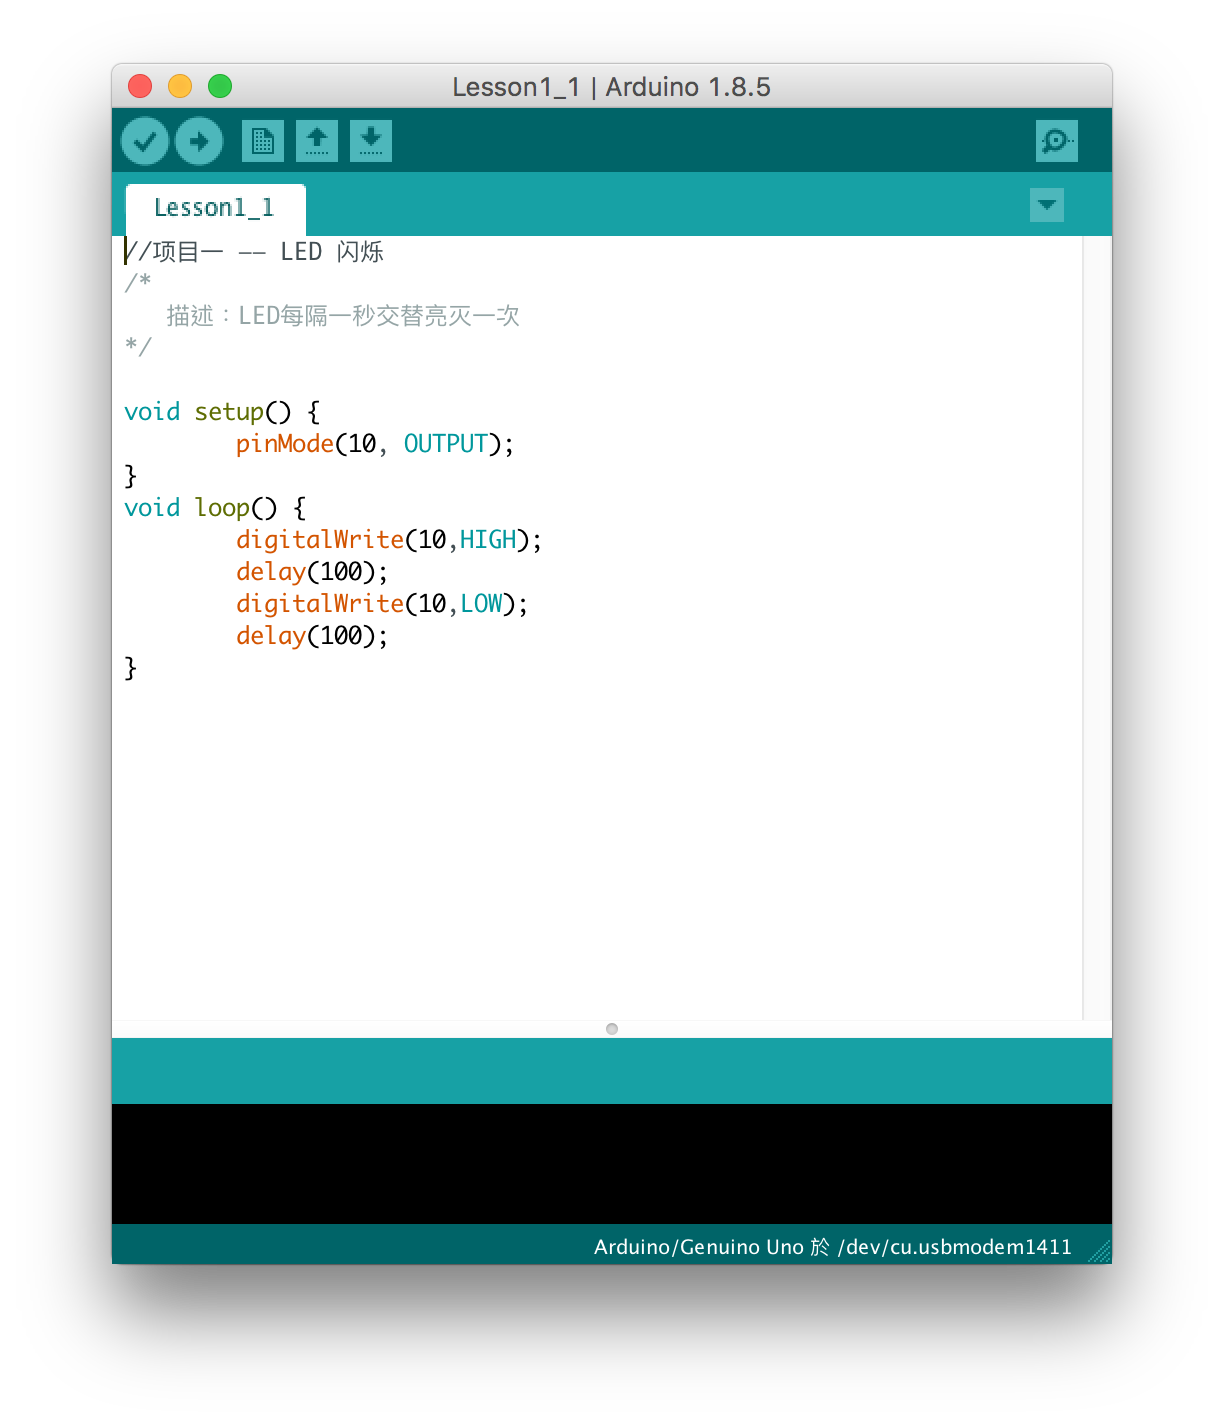 Lesson1_1 | Arduino 1.8.5
Lesson1_1
//项目一 -- LED 闪烁
/*
   描述：LED每隔一秒交替亮灭一次
*/
void setup() {
        pinMode(10, OUTPUT);
}
void loop() {
        digitalWrite(10,HIGH);
        delay(100);
        digitalWrite(10,LOW);
        delay(100);
}
Arduino/Genuino Uno 於 /dev/cu.usbmodem1411